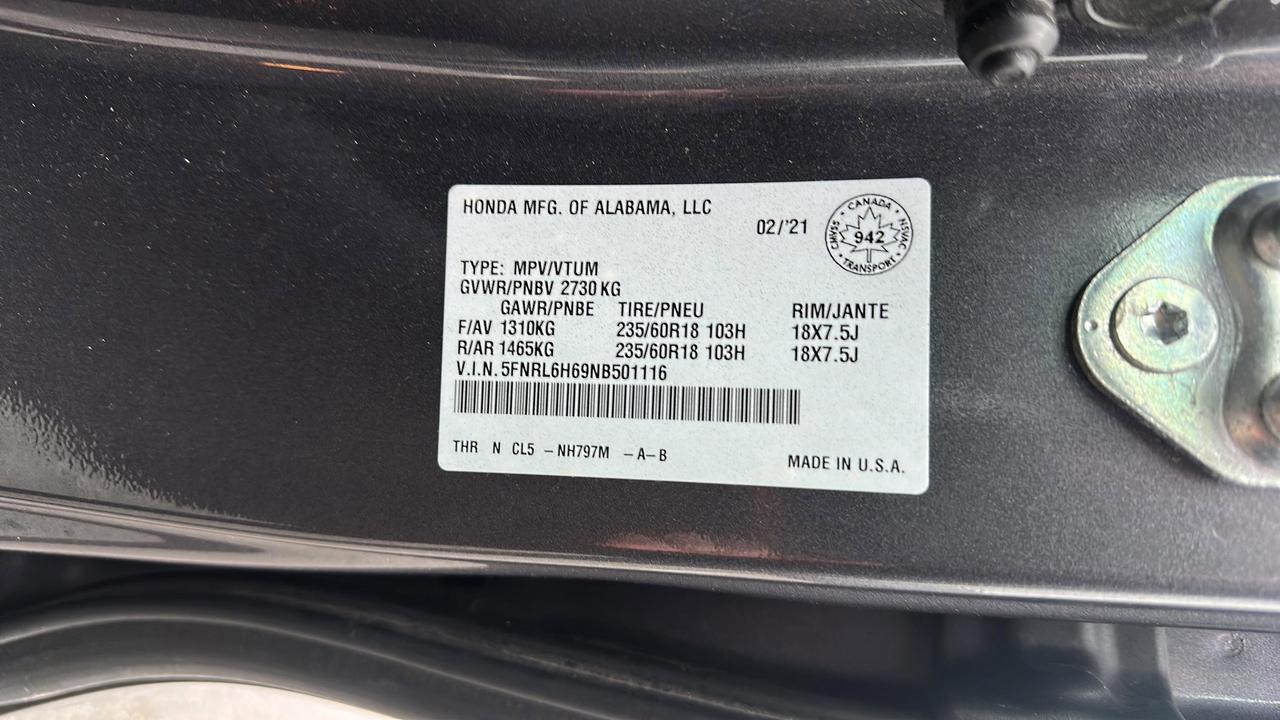 HONDA MFG. OF ALABAMA, LLC
02/'21
CANADA
CMVSS
942
NSVAC
TRANSPORT
TYPE: MPV/VTUM
GVWR/PNBV 2730 KG
GAWR/PNBE TIRE/PNEU RIM/JANTE
F/AV 1310KG 235/60R18 103H 18X7.5J
R/AR 1465KG 235/60R18 103H 18X7.5J
V.I.N. 5FNRL6H69NB501116
THR N CL5 – NH797M – A – B
MADE IN U.S.A.